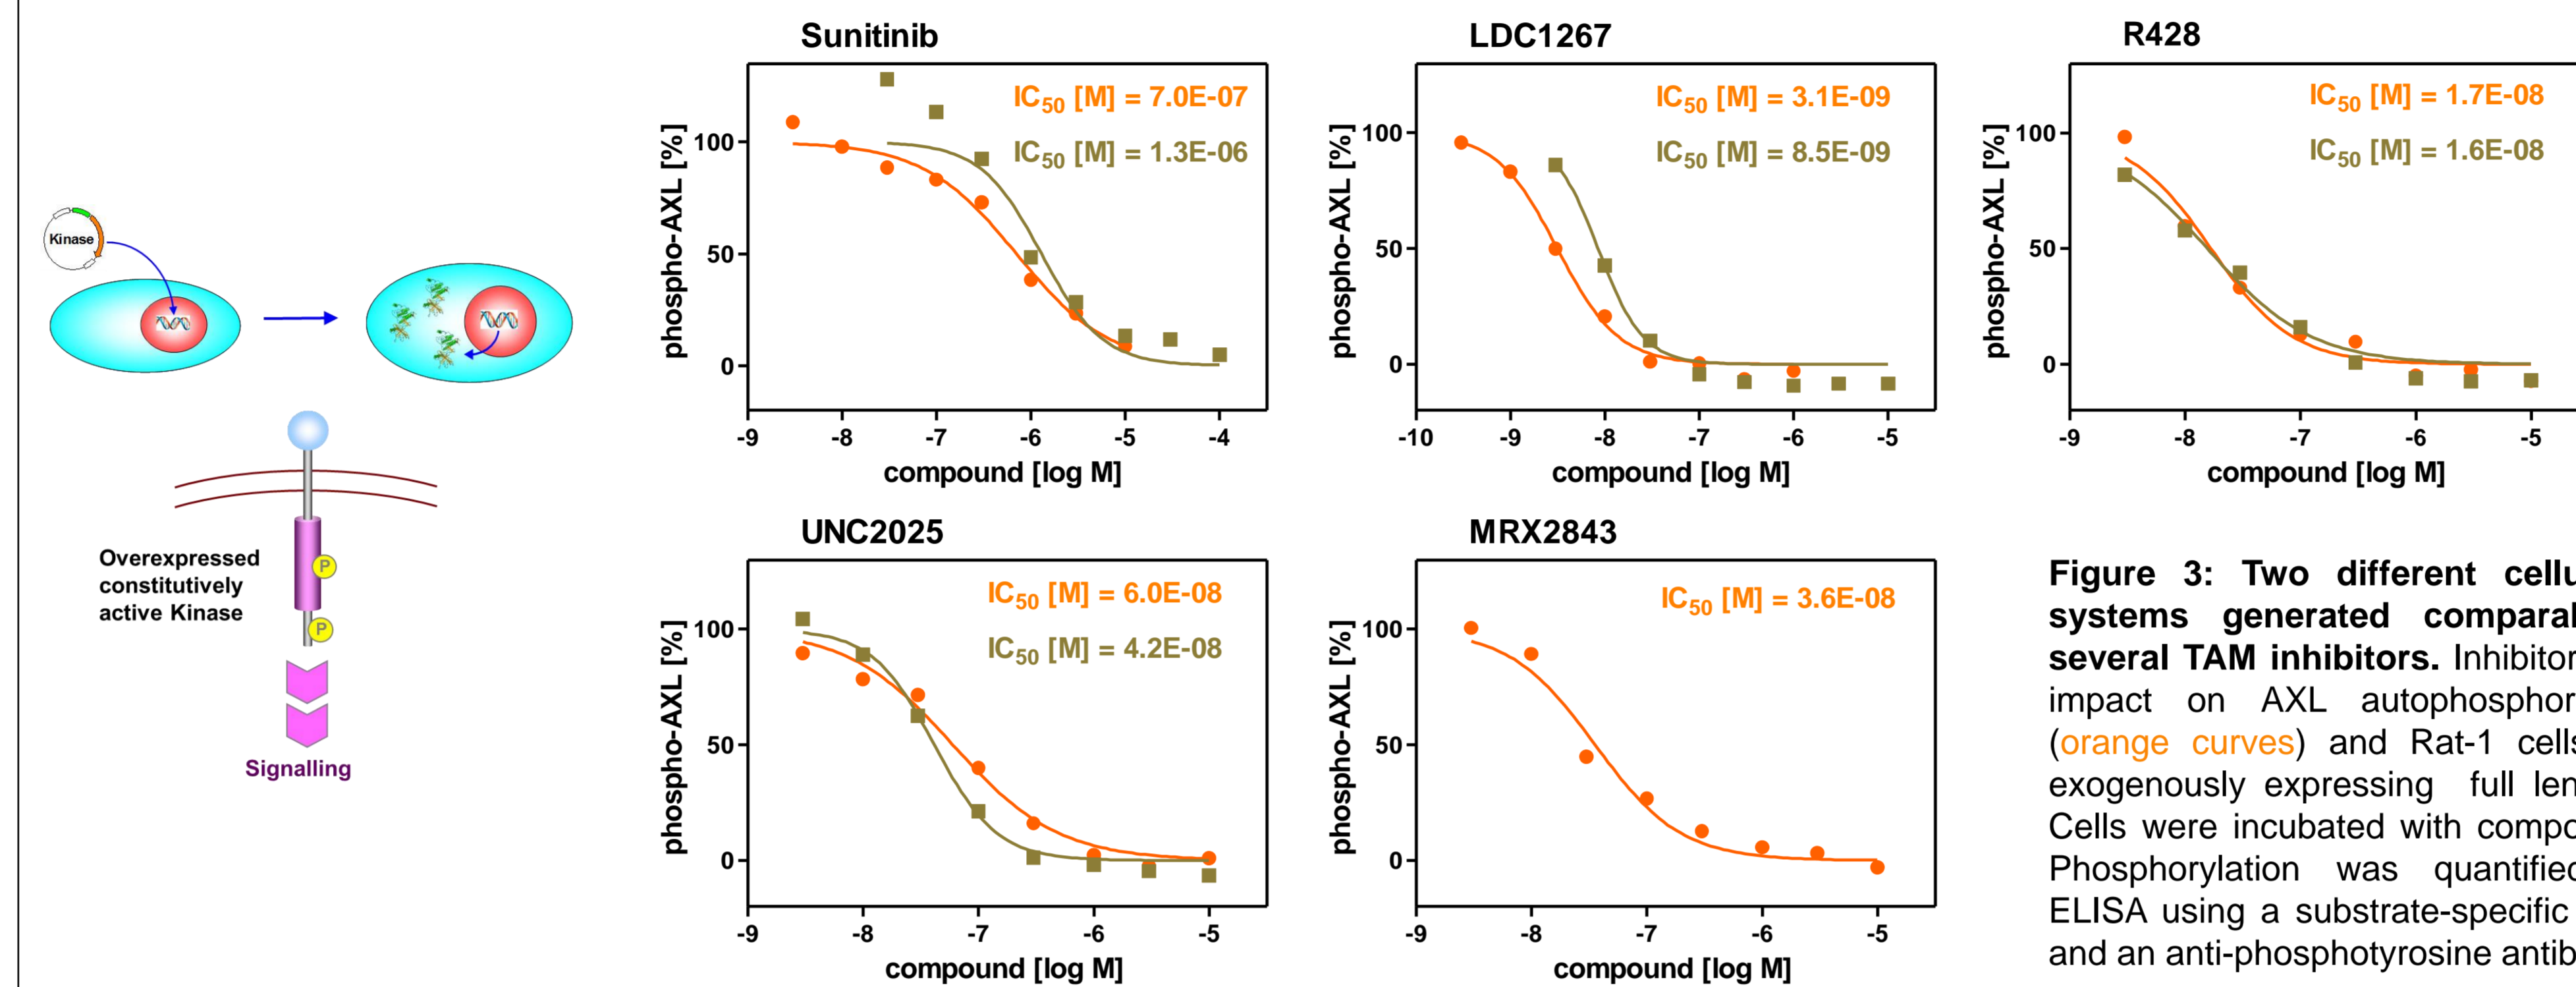 Kinase
Overexpressed
constitutively
active Kinase
P
P
Signalling
Sunitinib
phospho-AXL [%]
100
50
0
IC50 [M] = 7.0E-07
IC50 [M] = 1.3E-06
-9 -8 -7 -6 -5 -4
compound [log M]
LDC1267
phospho-AXL [%]
100
50
0
IC50 [M] = 3.1E-09
IC50 [M] = 8.5E-09
-10 -9 -8 -7 -6 -5
compound [log M]
R428
phospho-AXL [%]
100
50
0
IC50 [M] = 1.7E-08
IC50 [M] = 1.6E-08
-9 -8 -7 -6 -5
compound [log M]
UNC2025
phospho-AXL [%]
100
50
0
IC50 [M] = 6.0E-08
IC50 [M] = 4.2E-08
-9 -8 -7 -6 -5
compound [log M]
MRX2843
phospho-AXL [%]
100
50
0
IC50 [M] = 3.6E-08
-9 -8 -7 -6 -5
compound [log M]
Figure 3: Two different
systems generated
several TAM inhibitors.
impact on AXL
(orange curves) and Rat-1 cells
exogenously expressing full
Cells were incubated with
Phosphorylation was
ELISA using a substrate-specific
and an anti-phosphotyrosine